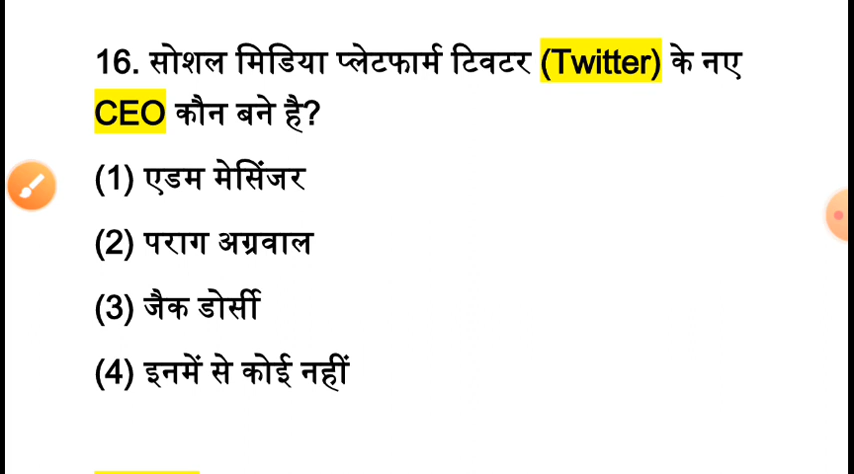 16. सोशल मिडिया प्लेटफार्म टिवटर (Twitter) के नए
CEO कौन बने है?
(1) एडम मेसिंजर
(2) पराग अग्रवाल
(3) जैक डोर्सी
(4) इनमें से कोई नहीं